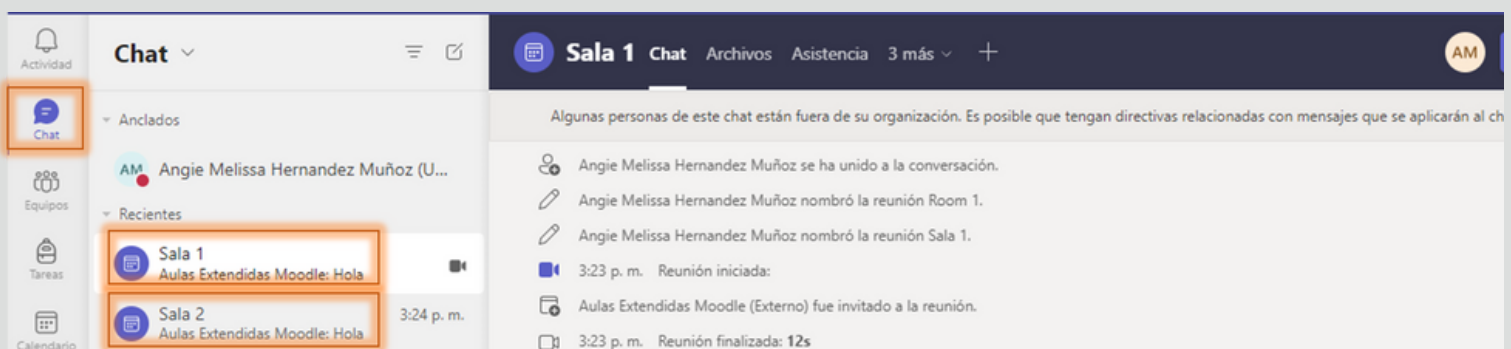 Actividad
Chat
Equipos
Tareas
Calendario
Chat
Anclados
AM
Angie Melissa Hernandez Muñoz (U...
Recientes
Sala 1
Aulas Extendidas Moodle: Hola
Sala 2
3:24 p. m.
Aulas Extendidas Moodle: Hola
Sala 1 Chat Archivos Asistencia 3 más
AM
Algunas personas de este chat están fuera de su organización. Es posible que tengan directivas relacionadas con mensajes que se aplicarán al ch
Angie Melissa Hernandez Muñoz se ha unido a la conversación.
Angie Melissa Hernandez Muñoz nombró la reunión Room 1.
Angie Melissa Hernandez Muñoz nombró la reunión Sala 1.
3:23 p. m. Reunión iniciada:
Aulas Extendidas Moodle (Externo) fue invitado a la reunión.
3:23 p. m. Reunión finalizada: 12s